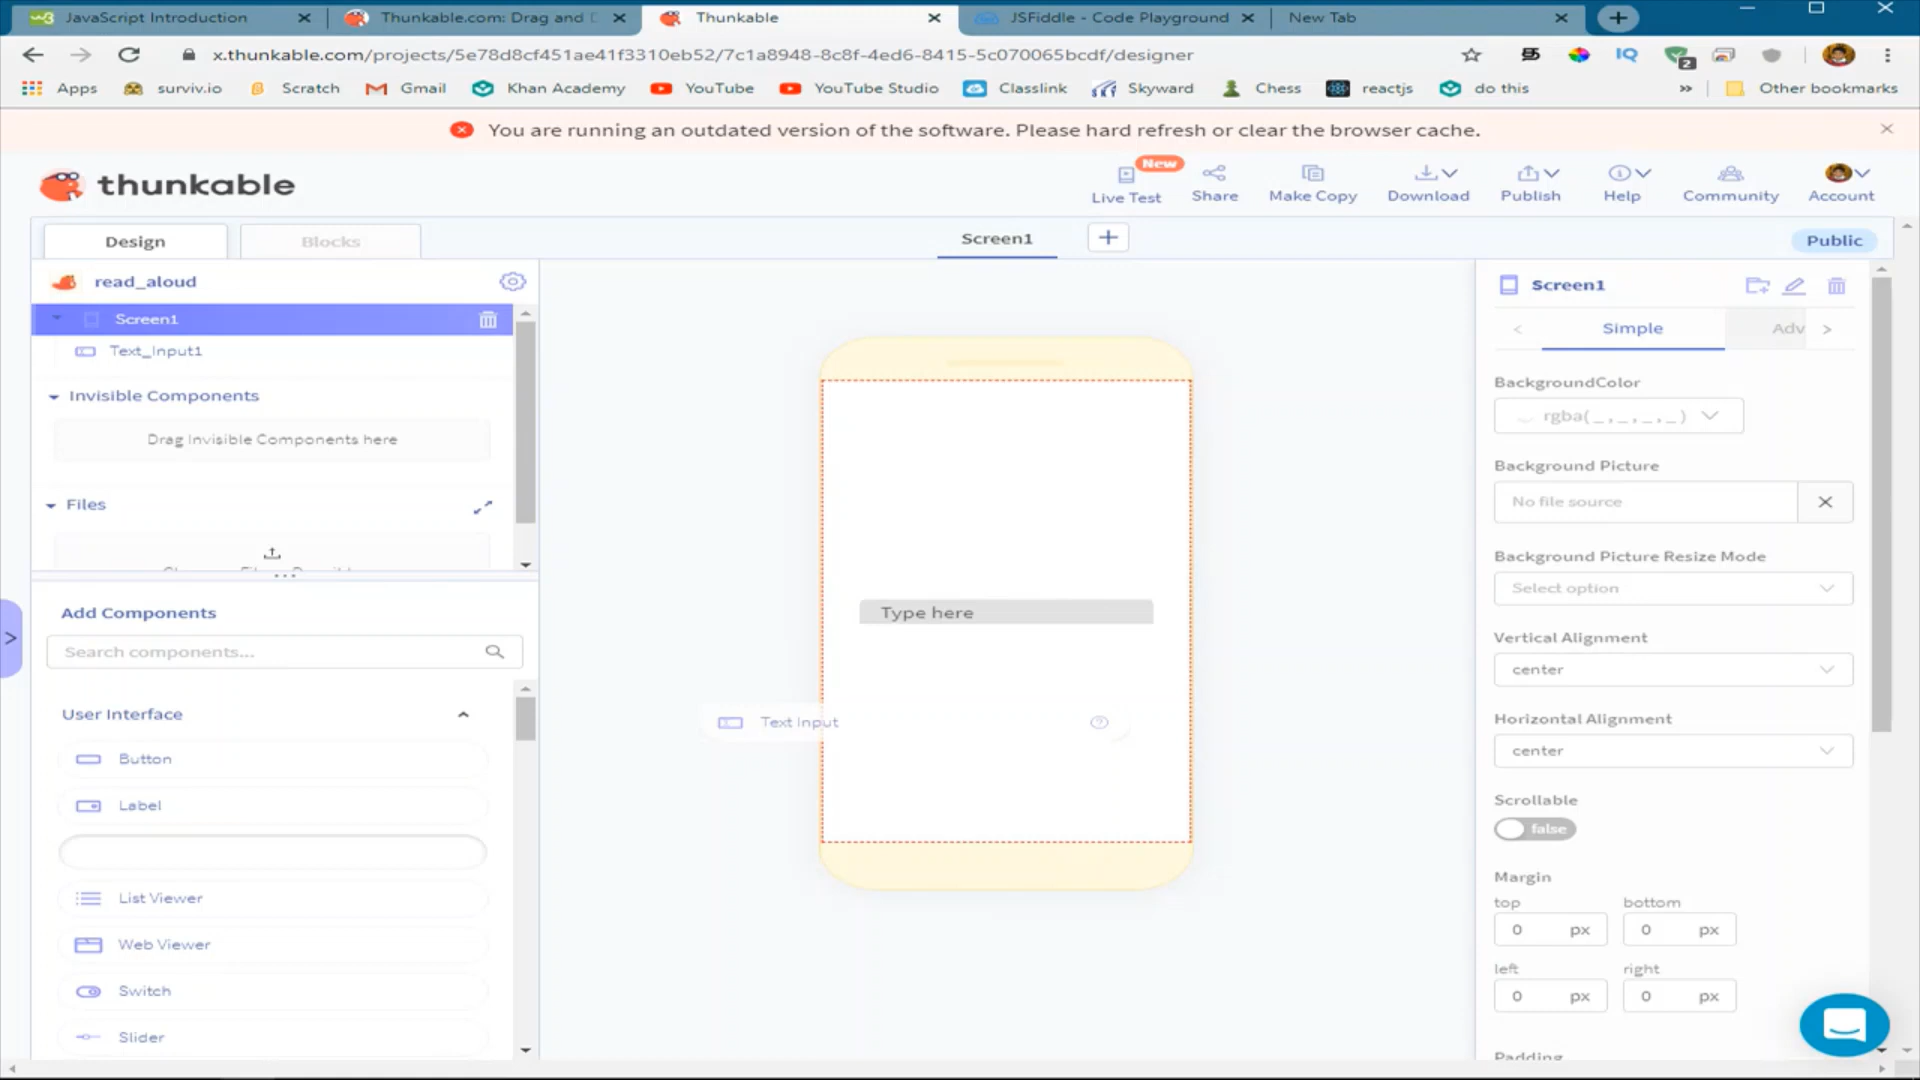 JavaScript Introduction
Thunkable.com: Drag and D
Thunkable
JSFiddle - Code Playground
New Tab
x.thunkable.com/projects/5e78d8cf451ae41f3310eb52/7c1a8948-8c8f-4ed6-8415-5c070065bcdf/designer
IQ
2
Apps
surviv.io
Scratch
Gmail
Khan Academy
YouTube
YouTube Studio
Classlink
Skyward
Chess
reactjs
do this
»
Other bookmarks
You are running an outdated version of the software. Please hard refresh or clear the browser cache.
thunkable
New
Live Test
Share
Make Copy
Download
Publish
Help
Community
Account
Design
Blocks
Screen1
Public
read_aloud
Screen1
Text_Input1
Invisible Components
Drag Invisible Components here
Files
Add Components
Search components...
User Interface
Button
Label
List Viewer
Web Viewer
Switch
Slider
Type here
Text Input
Screen1
Simple
Adv
BackgroundColor
rgba(_,_,_,_)
Background Picture
No file source
Background Picture Resize Mode
Select option
Vertical Alignment
center
Horizontal Alignment
center
Scrollable
false
Margin
top
bottom
0 px
0 px
left
right
0 px
0 px
Padding